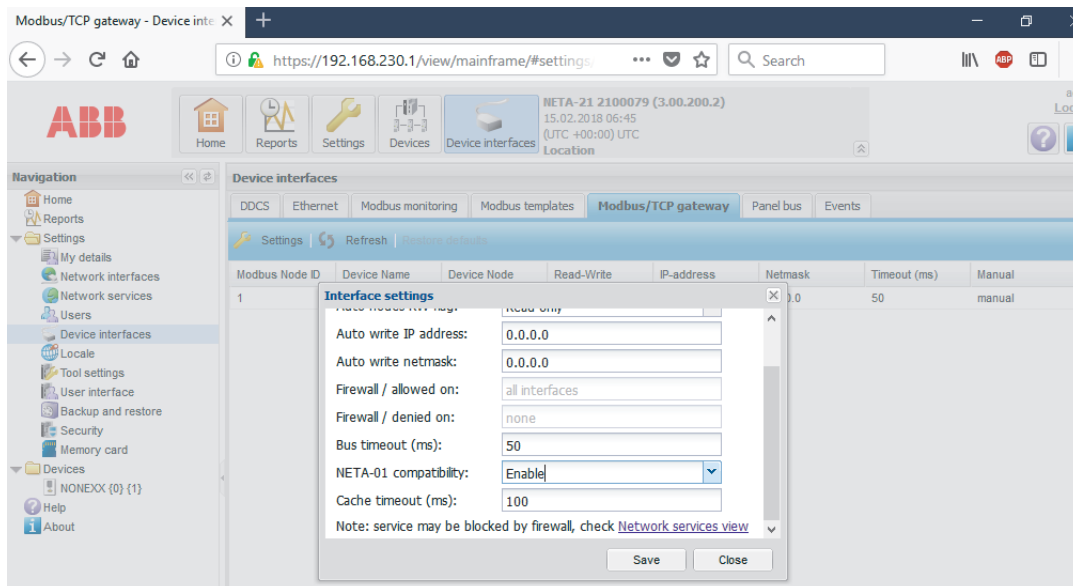 Modbus/TCP gateway - Device inte
https://192.168.230.1/view/mainframe/#settings/
Search
ABP
ABB
Home
Reports
Settings
Devices
Device interfaces
NETA-21 2100079 (3.00.200.2)
15.02.2018 06:45
(UTC +00:00) UTC
Location
Navigation
Home
Reports
Settings
My details
Network interfaces
Network services
Users
Device interfaces
Locale
Tool settings
User interface
Backup and restore
Security
Memory card
Devices
NONEXX {0} {1}
Help
About
Device interfaces
DDCS Ethernet Modbus monitoring Modbus templates Modbus/TCP gateway Panel bus Events
Settings Refresh Restore defaults
Modbus Node ID Device Name Device Node Read-Write IP-address Netmask Timeout (ms) Manual
1 50 manual
Interface settings
Auto write IP address: 0.0.0.0
Auto write netmask: 0.0.0.0
Firewall / allowed on: all interfaces
Firewall / denied on: none
Bus timeout (ms): 50
NETA-01 compatibility: Enable
Cache timeout (ms): 100
Note: service may be blocked by firewall, check Network services view
Save Close